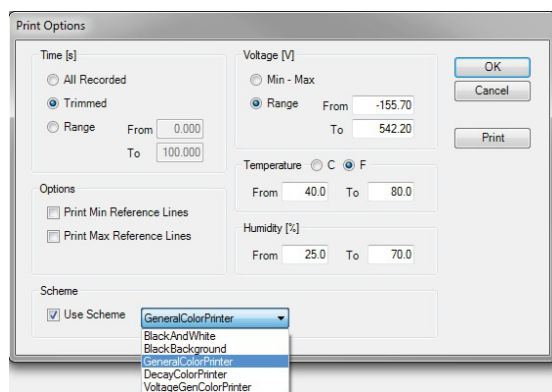 Print Options
Time [s]
All Recorded
Trimmed
Range From 0.000
To 100.000
Options
Print Min Reference Lines
Print Max Reference Lines
Voltage [V]
Min - Max
Range From -155.70
To 542.20
Temperature C F
From 40.0 To 80.0
Humidity [%]
From 25.0 To 70.0
OK
Cancel
Print
Scheme
Use Scheme GeneralColorPrinter
BlackAndWhite
BlackBackground
GeneralColorPrinter
DecayColorPrinter
VoltageGenColorPrinter